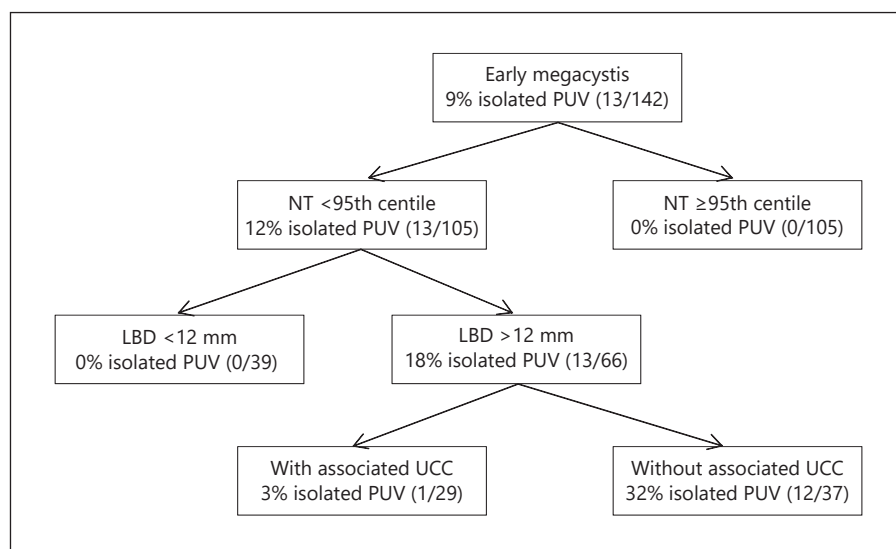 Early megacystis
9% isolated PUV (13/142)
NT <95th centile
12% isolated PUV (13/105)
NT ≥95th centile
0% isolated PUV (0/105)
LBD <12 mm
0% isolated PUV (0/39)
LBD >12 mm
18% isolated PUV (13/66)
With associated UCC
3% isolated PUV (1/29)
Without associated UCC
32% isolated PUV (12/37)